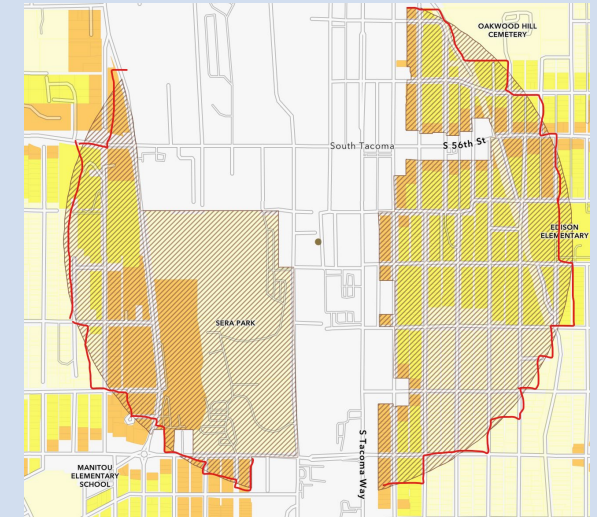 OAKWOOD HILL
CEMETERY
South Tacoma
S 56th St
EDISON
ELEMENTARY
SERA PARK
S Tacoma Way
MANITOU
ELEMENTARY
SCHOOL